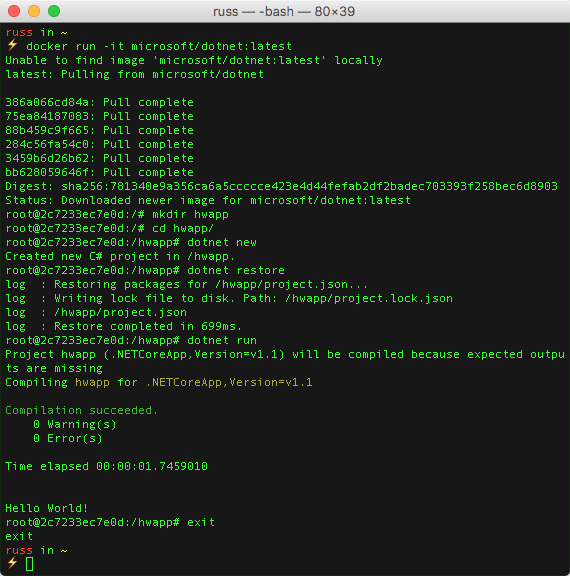 russ — -bash — 80×39
russ in ~
⚡ docker run -it microsoft/dotnet:latest
Unable to find image 'microsoft/dotnet:latest' locally
latest: Pulling from microsoft/dotnet
386a066cd84a: Pull complete
75ea84187083: Pull complete
88b459c9f665: Pull complete
284c56fa54c0: Pull complete
3459b6d26b62: Pull complete
bb628059646f: Pull complete
Digest: sha256:781340e9a356ca6a5ccccce423e4d44fefab2df2badec703393f258bec6d8903
Status: Downloaded newer image for microsoft/dotnet:latest
root@2c7233ec7e0d:/# mkdir hwapp
root@2c7233ec7e0d:/# cd hwapp/
root@2c7233ec7e0d:/hwapp# dotnet new
Created new C# project in /hwapp.
root@2c7233ec7e0d:/hwapp# dotnet restore
log  : Restoring packages for /hwapp/project.json...
log  : Writing lock file to disk. Path: /hwapp/project.lock.json
log  : /hwapp/project.json
log  : Restore completed in 699ms.
root@2c7233ec7e0d:/hwapp# dotnet run
Project hwapp (.NETCoreApp,Version=v1.1) will be compiled because expected outpu
ts are missing
Compiling hwapp for .NETCoreApp,Version=v1.1
Compilation succeeded.
    0 Warning(s)
    0 Error(s)
Time elapsed 00:00:01.7459010
Hello World!
root@2c7233ec7e0d:/hwapp# exit
exit
russ in ~
⚡